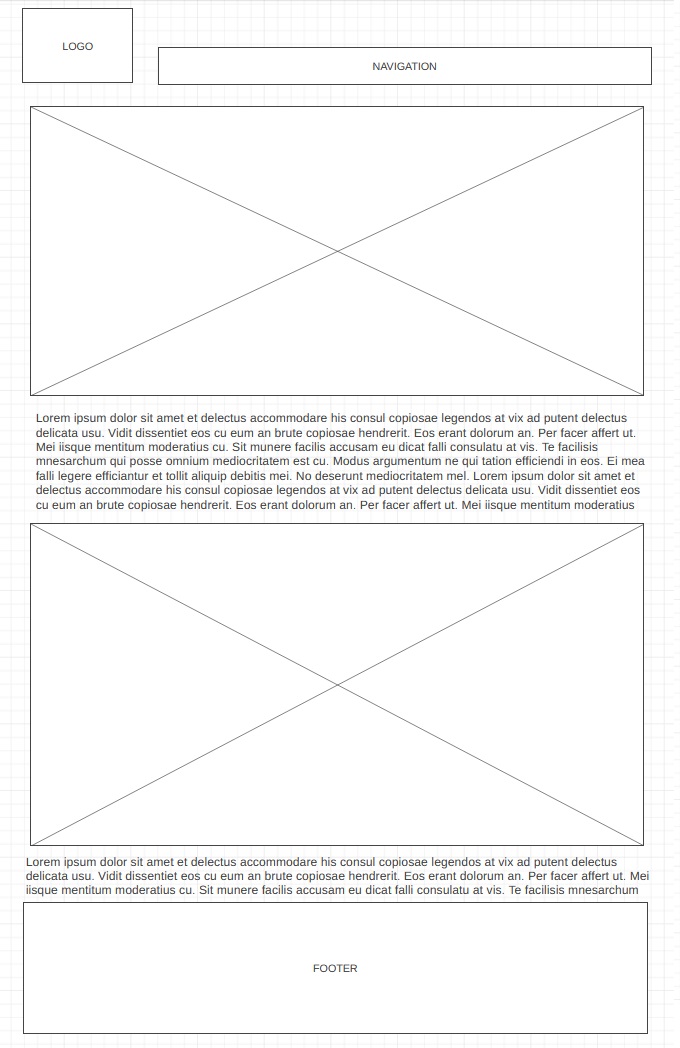 LOGO
NAVIGATION
Lorem ipsum dolor sit amet et delectus accommodare his consul copiosae legendos at vix ad putent delectus
delicata usu. Vidit dissentiet eos cu eum an brute copiosae hendrerit. Eos erant dolorum an. Per facer affert ut.
Mei iisque mentitum moderatius cu. Sit munere facilis accusam eu dicat falli consulatu at vis. Te facilisis
mnesarchum qui posse omnium mediocritatem est cu. Modus argumentum ne qui tation efficiendi in eos. Ei mea
falli legere efficiantur et tollit aliquip debitis mei. No deserunt mediocritatem mel. Lorem ipsum dolor sit amet et
delectus accommodare his consul copiosae legendos at vix ad putent delectus delicata usu. Vidit dissentiet eos
cu eum an brute copiosae hendrerit. Eos erant dolorum an. Per facer affert ut. Mei iisque mentitum moderatius
Lorem ipsum dolor sit amet et delectus accommodare his consul copiosae legendos at vix ad putent delectus
delicata usu. Vidit dissentiet eos cu eum an brute copiosae hendrerit. Eos erant dolorum an. Per facer affert ut. Mei
iisque mentitum moderatius cu. Sit munere facilis accusam eu dicat falli consulatu at vis. Te facilisis mnesarchum
FOOTER